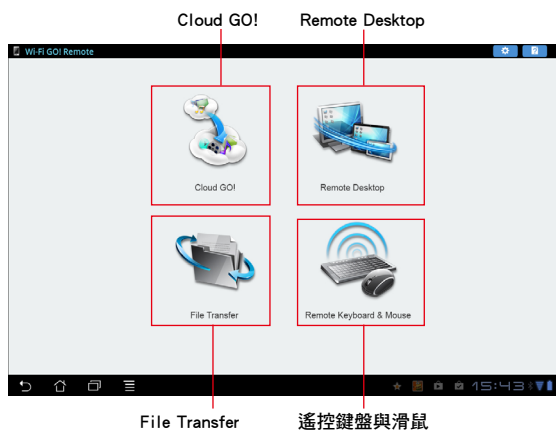 Cloud GO!
Remote Desktop
Wi-Fi GO! Remote
Cloud GO!
Remote Desktop
File Transfer
Remote Keyboard & Mouse
15:43
File Transfer
遙控鍵盤與滑鼠